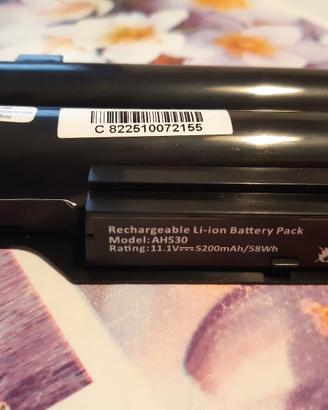 C 822510072155
Rechargeable Li-ion Battery Pack
Model:AH530
Rating:11.1V⎓5200mAh/58Wh